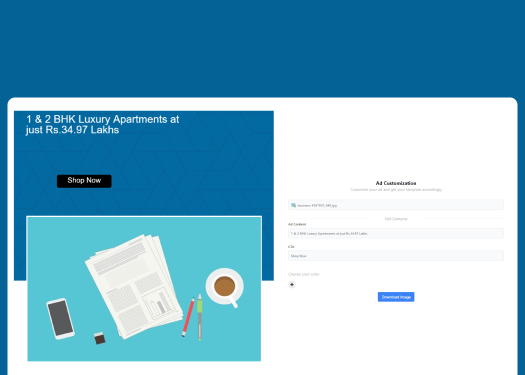 1 & 2 BHK Luxury Apartments at
just Rs.34.97 Lakhs
Shop Now
Ad Customization
Customize your ad and get your template accordingly
Edit Contents
Ad Content
1 & 2 BHK Luxury Apartments at just Rs.34.97 Lakhs
CTA
Shop Now
Choose your color
Download Image